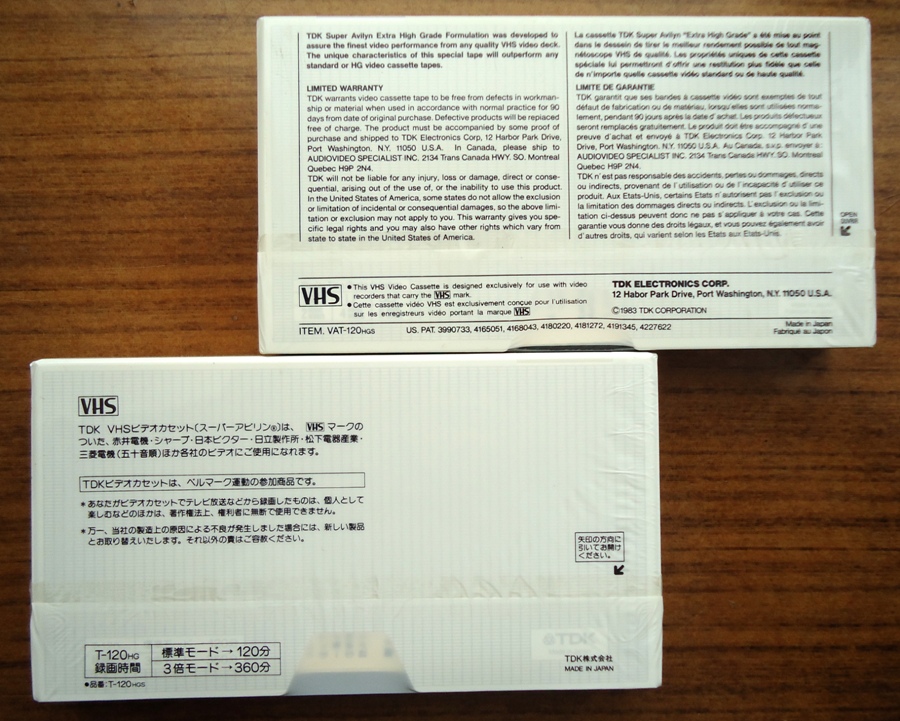 TDK Super Avilyn Extra High Grade Formulation was developed to
assure the finest video performance from any quality VHS video deck.
The unique characteristics of this special tape will outperform any
standard or HG video cassette tapes.
LIMITED WARRANTY
TDK warrants video cassette tape to be free from defects in workman-
ship or material when used in accordance with normal practice for 90
days from date of original purchase. Defective products will be replaced
free of charge. The product must be accompanied by some proof of
purchase and shipped to TDK Electronics Corp, 12 Harbor Park Drive,
Port Washington. N.Y. 11050 U.S.A. In Canada, please ship to
AUDIOVIDEO SPECIALIST INC. 2134 Trans Canada HWY. SO. Montreal
Quebec H9P 2N4.
TDK will not be liable for any injury, loss or damage, direct or conse-
quential, arising out of the use of, or the inability to use this product.
In the United States of America, some states do not allow the exclusion
or limitation of incidental or consequential damages, so the above limi-
tation or exclusion may not apply to you. This warranty gives you spe-
cific legal rights and you may also have other rights which vary from
state to state in the United States of America.
La cassette TDK Super Avilyn "Extra High Grade" a été mise au point
dans le dessein de tirer le meilleur rendement possible de tout mag-
nétoscope VHS de qualité. Les propriétés uniques de cette cassette
spéciale lui permettront d'offrir une restitution plus fidèle que celle
de n'importe quelle cassette vidéo standard ou de haute qualité.
LIMITE DE GARANTIE
TDK garantit que ses bandes à cassette vidéo sont exemptes de tout
défaut de fabrication ou de matériau, lorsqu'elles sont utilisées norma-
lement, pendant 90 jours après la date d'achat. Les produits défectueux
seront remplacés gratuitement. Le produit doit être accompagné d'une
preuve d'achat et envoyé à TDK Electronics Corp. 12 Harbor Park
Drive, Port Washington. N.Y. 11050 U.S.A. Au Canada, s.v.p. envoyer à:
AUDIOVIDEO SPECIALIST INC. 2134 Trans Canada HWY. SO. Montreal
Quebec H9P 2N4.
TDK n'est pas responsable des accidents, pertes ou dommages, directs
ou indirects, provenant de l'utilisation ou de l'incapacité d'utiliser ce
produit. Aux Etats-Unis, certains Etats n'autorisent pas l'exclusion ou
la limitation des dommages directs ou indirects. L'exclusion ou la limi-
tation ci-dessus peuvent donc ne pas s'appliquer à votre cas. Cette
garantie vous donne des droits légaux, et vous pouvez également avoir
d'autres droits, qui varient selon les Etats aux Etats-Unis.
OPEN
VHS
●This VHS Video Cassette is designed exclusively for use with video
recorders that carry the VHS mark.
●Cette cassette vidéo VHS est exclusivement conçue pour l'utilisation
sur les enregistreurs vidéo portant la marque VHS
TDK ELECTRONICS CORP.
12 Habor Park Drive, Port Washington, N.Y. 11050 U.S.A.
©1983 TDK CORPORATION
ITEM. VAT-120HGS
US. PAT. 3990733, 4165051, 4168043, 4180220, 4181272, 4191345, 4227622
Made in Japan
Fabriqué au Japon
VHS
TDK VHSビデオカセット(スーパーアビリン®)は、VHSマークの
ついた、赤井電機・シャープ・日本ビクター・日立製作所・松下電器産業・
三菱電機(五十音順)ほか各社のビデオにご使用になれます。
TDKビデオカセットは、ベルマーク運動の参加商品です。
*あなたがビデオカセットでテレビ放送などから録画したものは、個人として
楽しむなどのほかは、著作権法上、権利者に無断で使用できません。
*万一、当社の製造上の原因による不良が発生しました場合には、新しい製品
とお取り替えいたします。それ以外の責はご容赦ください。
矢印の方向に
引いてお開け
ください。
T-120HG
録画時間
標準モード→120分
3倍モード→360分
●品番:T-120HGS
TDK株式会社
MADE IN JAPAN